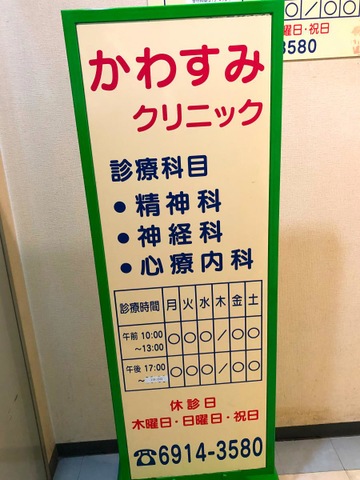 かわすみ
クリニック
診療科目
●精神科
●神経科
●心療内科
診療時間 月 火 水 木 金 土
午前 10:00 ～13:00 ○ ○ ○ ／ ○ ○
午後 17:00 ～ ○ ○ ○ ／ ○ ○
休診日
木曜日・日曜日・祝日
☎6914-3580
○ ／ ○ ○
曜日・祝日
3580